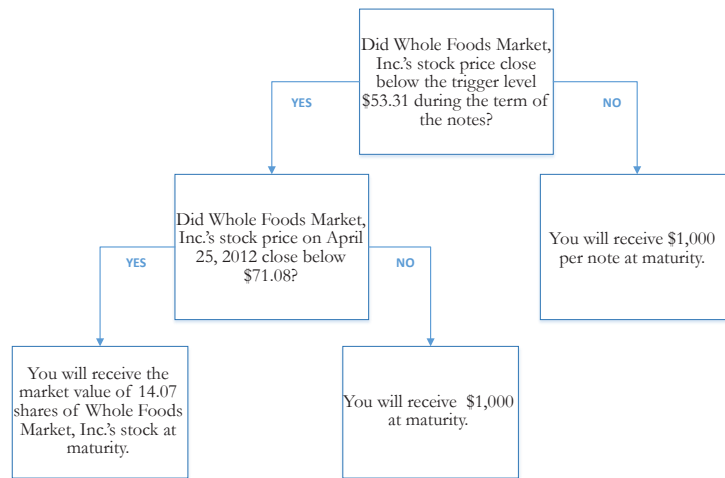 Did Whole Foods Market,
Inc.'s stock price close
below the trigger level
$53.31 during the term of
the notes?
YES
NO
Did Whole Foods Market,
Inc.'s stock price on April
25, 2012 close below
$71.08?
You will receive $1,000
per note at maturity.
YES
NO
You will receive the
market value of 14.07
shares of Whole Foods
Market, Inc.'s stock at
maturity.
You will receive $1,000
at maturity.